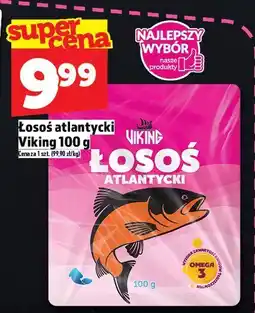 super
cena
9.99
Łosoś atlantycki
Viking 100 g
Cena za 1 szt. (99,90 zł/kg)
NAJLEPSZY
WYBÓR
nasze
produkty
VIKING
ŁOSOŚ
ATLANTYCKI
OMEGA
3
100 g